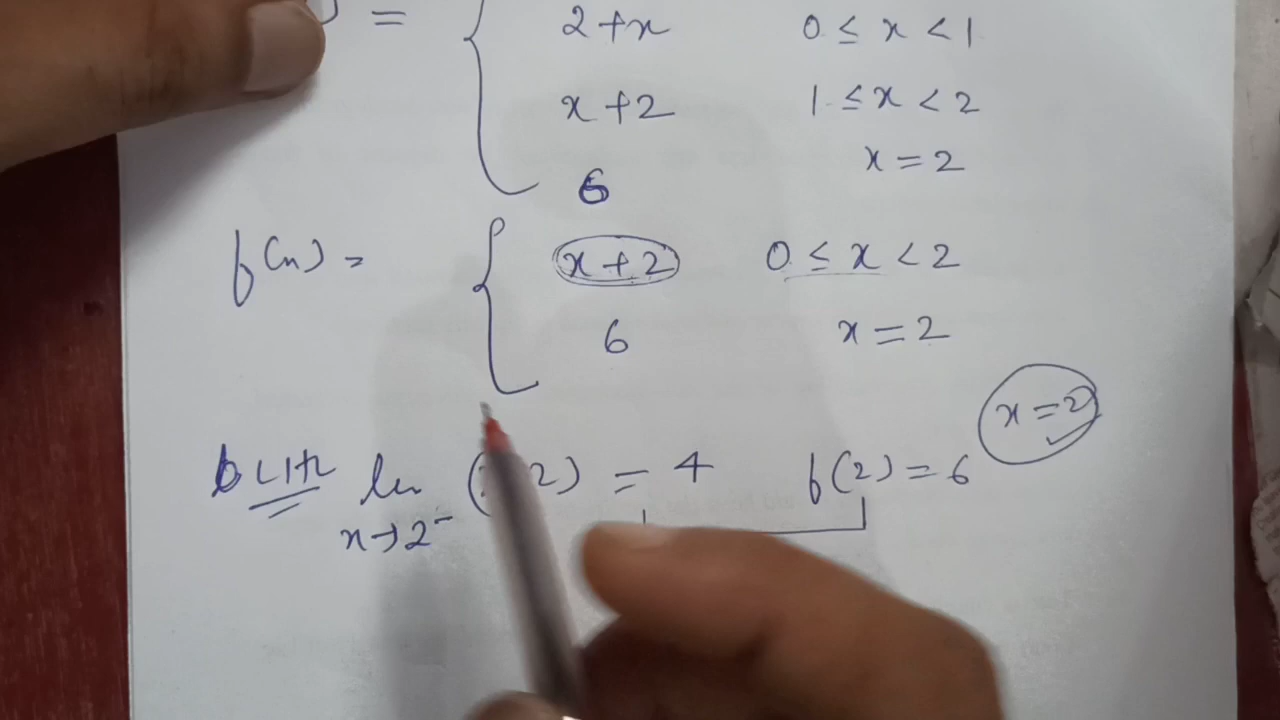 = { 2+x 0 ≤ x < 1
x+2 1 ≤ x < 2
6 x = 2
f(x) = { x+2 0 ≤ x < 2
6 x = 2
x = 2
LHL lim ( 2) = 4 f(2) = 6
x→2⁻